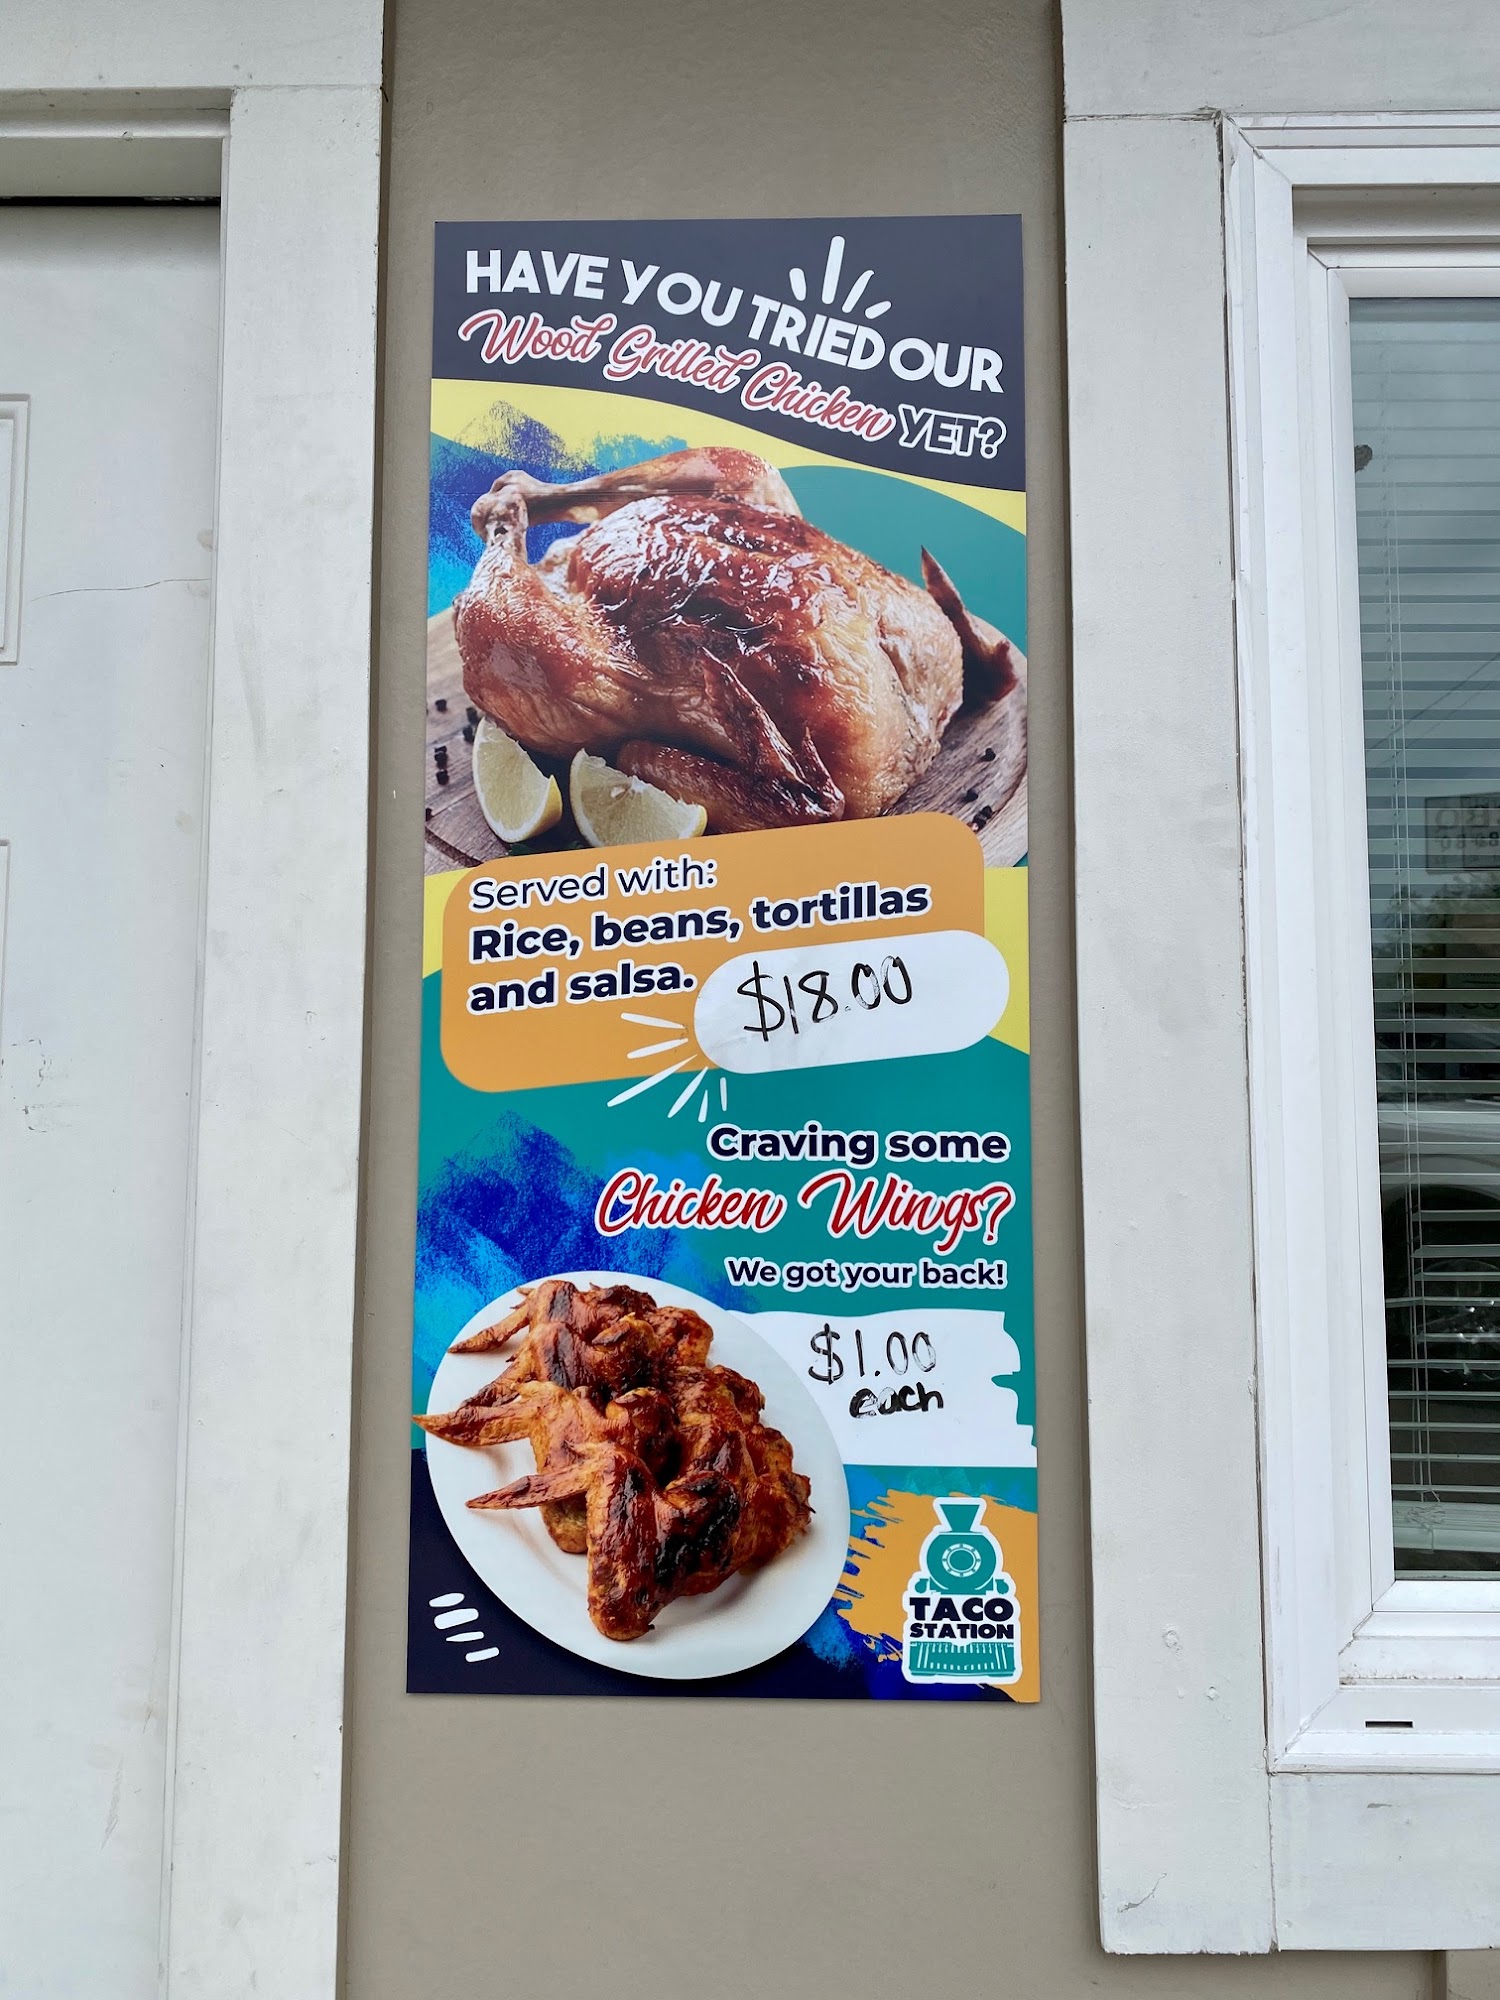 HAVE YOU TRIED OUR
Wood Grilled Chicken YET?
Served with:
Rice, beans, tortillas
and salsa.
$18.00
Craving some
Chicken Wings?
We got your back!
$1.00
each
TACO
STATION